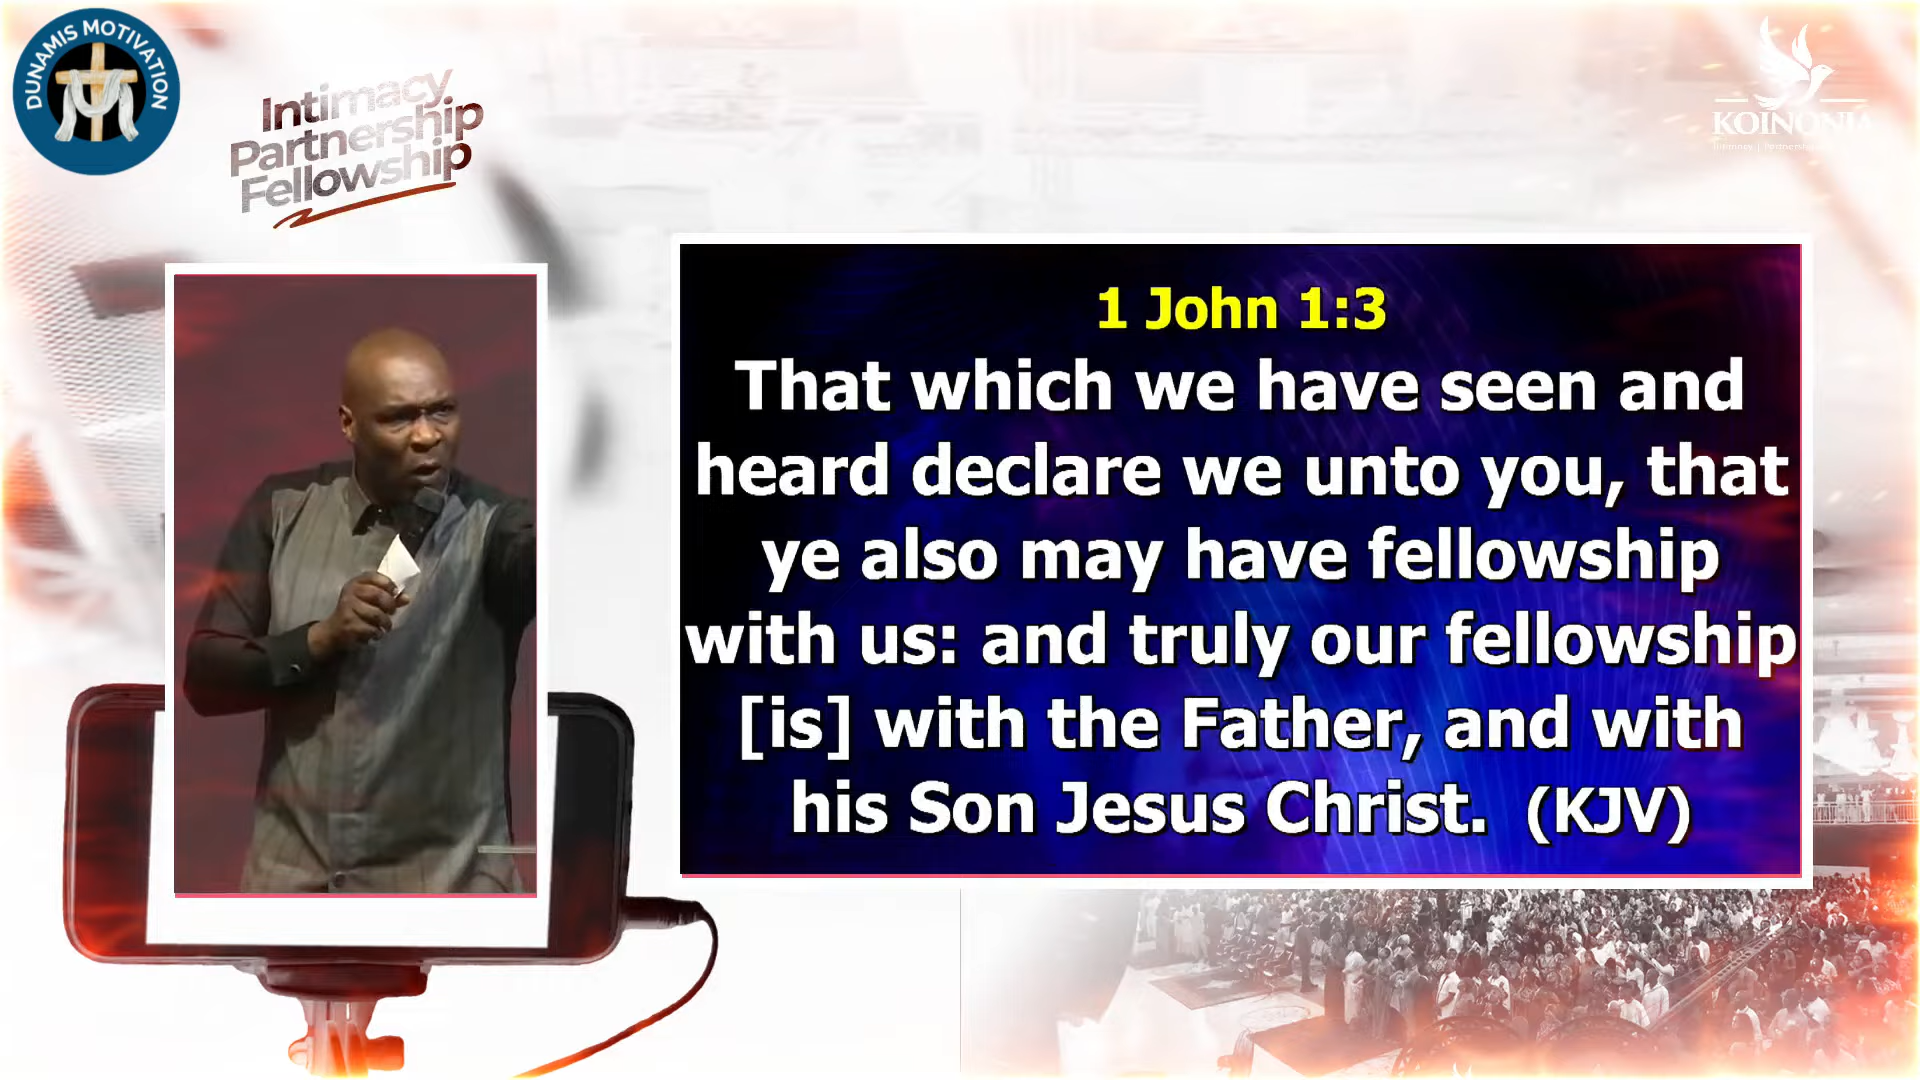 DUNAMIS MOTIVATION
Intimacy
Partnership
Fellowship
KOINONIA
1 John 1:3
That which we have seen and
heard declare we unto you, that
ye also may have fellowship
with us: and truly our fellowship
[is] with the Father, and with
his Son Jesus Christ. (KJV)